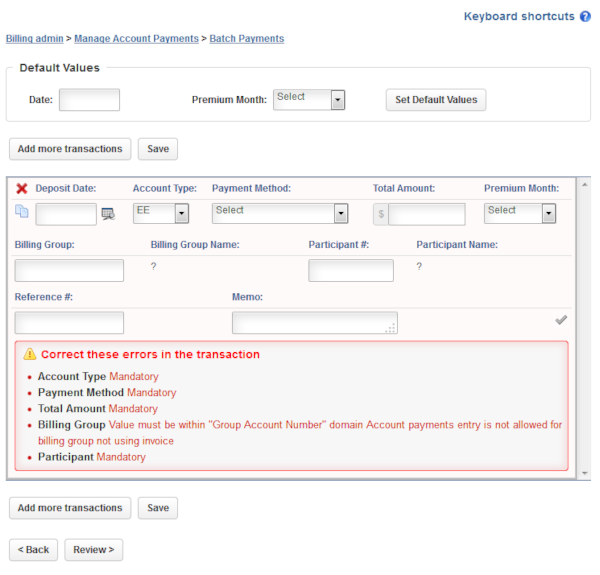 Keyboard shortcuts ?
Billing admin > Manage Account Payments > Batch Payments
Default Values
Date: Premium Month: Select Set Default Values
Add more transactions Save
Deposit Date: Account Type: Payment Method: Total Amount: Premium Month:
EE Select $ Select
Billing Group: Billing Group Name: Participant #: Participant Name:
? ?
Reference #: Memo:
Correct these errors in the transaction
• Account Type Mandatory
• Payment Method Mandatory
• Total Amount Mandatory
• Billing Group Value must be within "Group Account Number" domain Account payments entry is not allowed for
billing group not using invoice
• Participant Mandatory
Add more transactions Save
< Back Review >